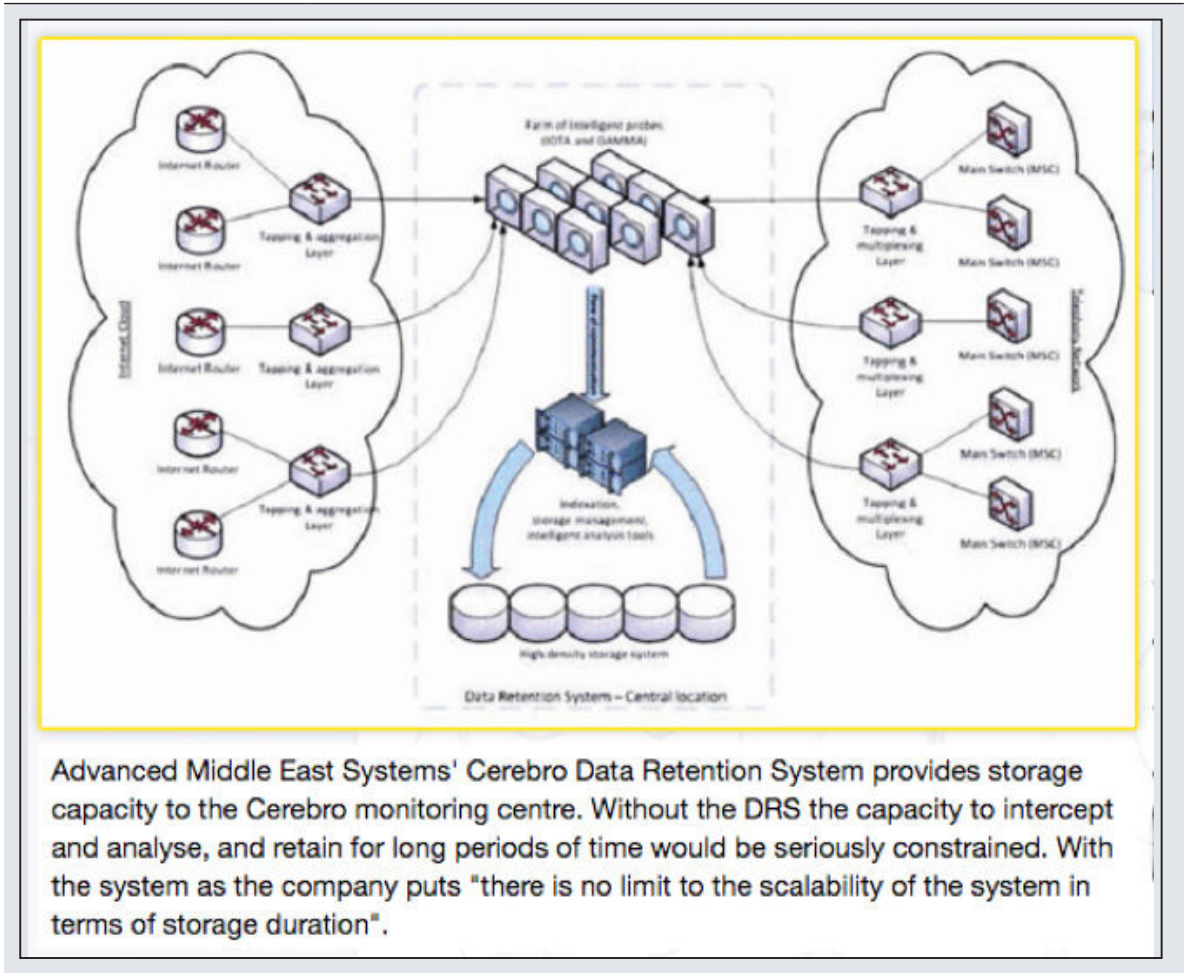 Farm of Intelligent probes,
(IOTA and GAMMA)
Internet Router
Internet Router
Internet Router
Internet Router
Internet Router
Tapping & aggregation
Layer
Tapping & aggregation
Layer
Tapping & aggregation
Layer
Internet Cloud
Main Switch (MSC)
Main Switch (MSC)
Main Switch (MSC)
Main Switch (MSC)
Main Switch (MSC)
Tapping &
multiplexing
Layer
Tapping &
multiplexing
Layer
Tapping &
multiplexing
Layer
Indexation,
storage management,
intelligent analysis tools
High density storage system
Data Retention System – Central location
Advanced Middle East Systems' Cerebro Data Retention System provides storage
capacity to the Cerebro monitoring centre. Without the DRS the capacity to intercept
and analyse, and retain for long periods of time would be seriously constrained. With
the system as the company puts "there is no limit to the scalability of the system in
terms of storage duration".